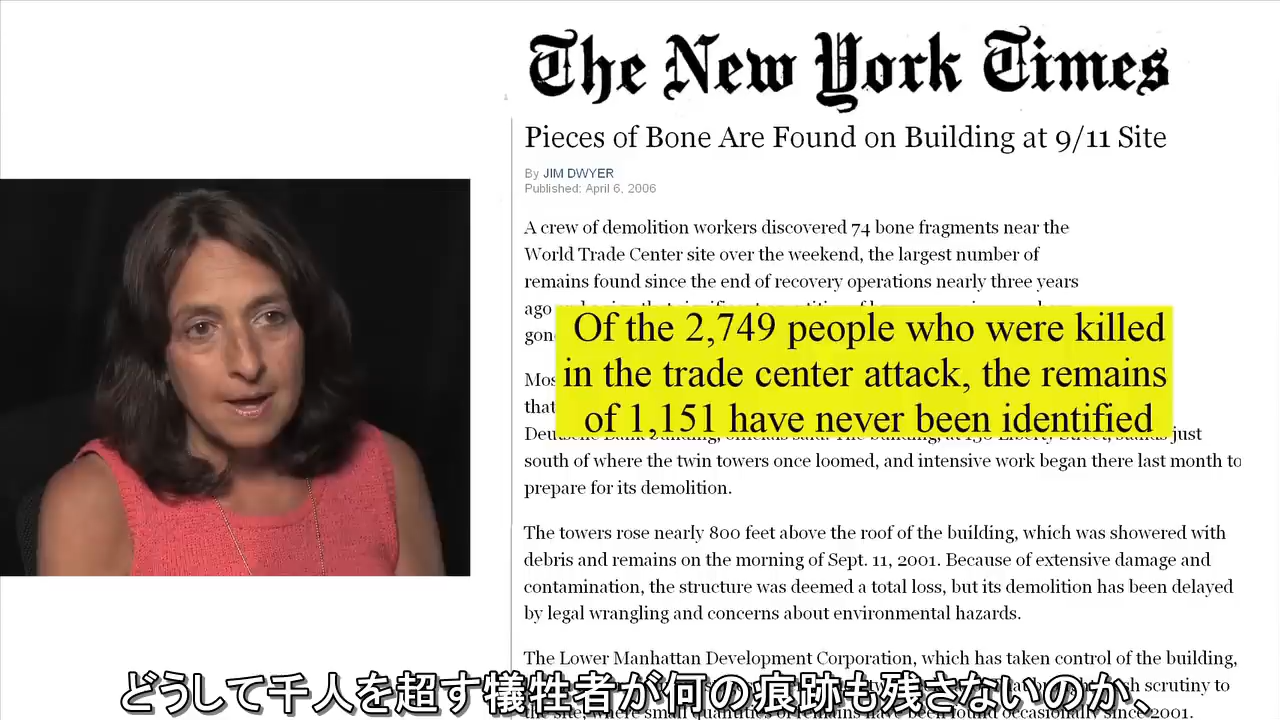 The New York Times
Pieces of Bone Are Found on Building at 9/11 Site
By JIM DWYER
Published: April 6, 2006
A crew of demolition workers discovered 74 bone fragments near the
World Trade Center site over the weekend, the largest number of
remains found since the end of recovery operations nearly three years
ago
Of the 2,749 people who were killed
in the trade center attack, the remains
of 1,151 have never been identified
that
just
south of where the twin towers once loomed, and intensive work began there last month to
prepare for its demolition.
The towers rose nearly 800 feet above the roof of the building, which was showered with
debris and remains on the morning of Sept. 11, 2001. Because of extensive damage and
contamination, the structure was deemed a total loss, but its demolition has been delayed
by legal wrangling and concerns about environmental hazards.
The Lower Manhattan Development Corporation, which has taken control of the building,
scrutiny to
どうして千人を超す犠牲者が何の痕跡も残さないのか、
2001.